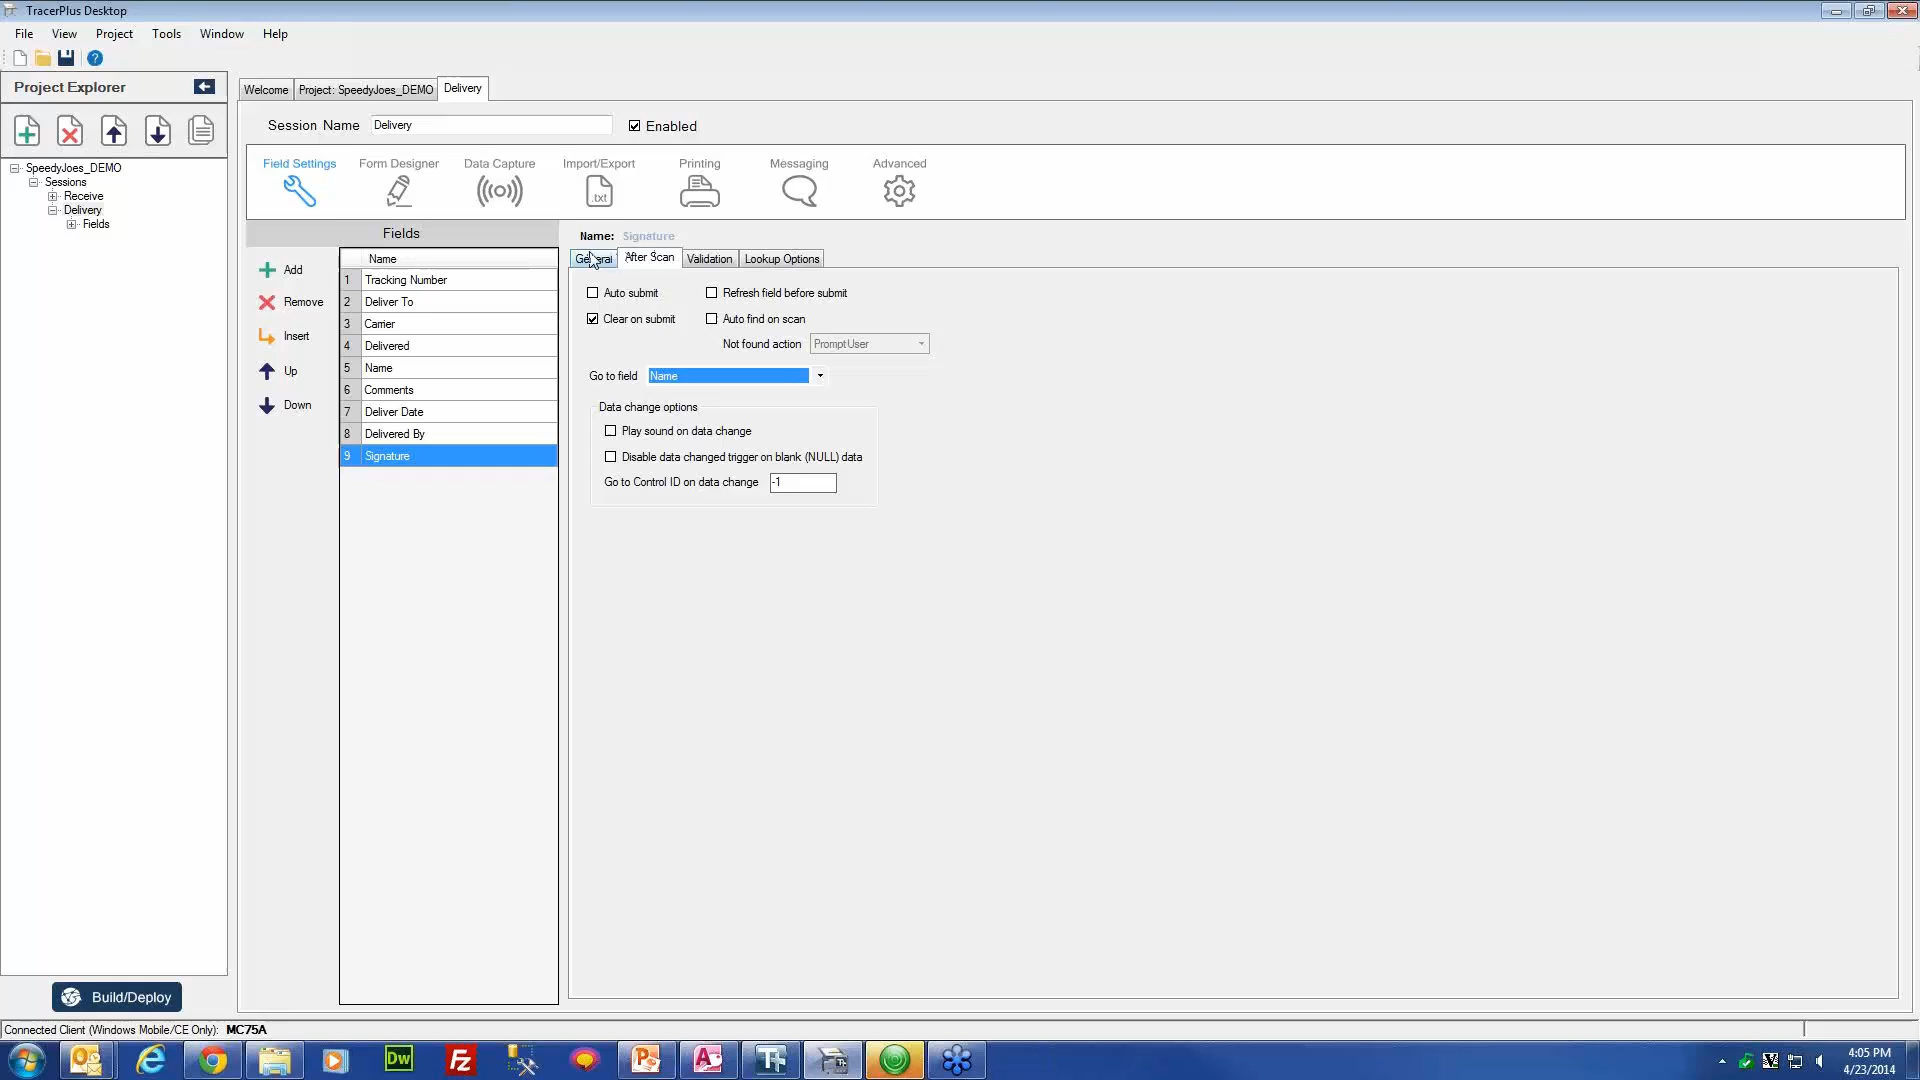 TracerPlus Desktop
File View Project Tools Window Help
Project Explorer
Welcome Project: SpeedyJoes_DEMO Delivery
Session Name Delivery Enabled
Field Settings Form Designer Data Capture Import/Export Printing Messaging Advanced
.txt
SpeedyJoes_DEMO
Sessions
Receive
Delivery
Fields
Fields
Add
Remove
Insert
Up
Down
Name
1 Tracking Number
2 Deliver To
3 Carrier
4 Delivered
5 Name
6 Comments
7 Deliver Date
8 Delivered By
9 Signature
Name: Signature
General After Scan Validation Lookup Options
Auto submit Refresh field before submit
Clear on submit Auto find on scan
Not found action PromptUser
Go to field Name
Data change options
Play sound on data change
Disable data changed trigger on blank (NULL) data
Go to Control ID on data change -1
Build/Deploy
Connected Client (Windows Mobile/CE Only): MC75A
Dw
Fz
4:05 PM
4/23/2014